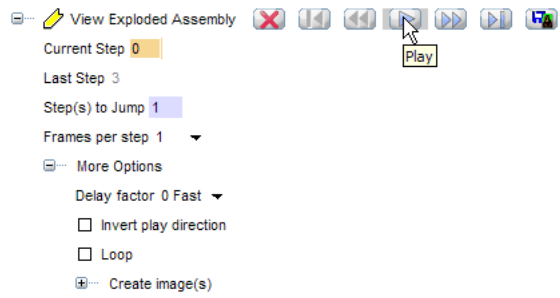 View Exploded Assembly
Play
Current Step 0
Last Step 3
Step(s) to Jump 1
Frames per step 1
More Options
Delay factor 0 Fast
Invert play direction
Loop
Create image(s)